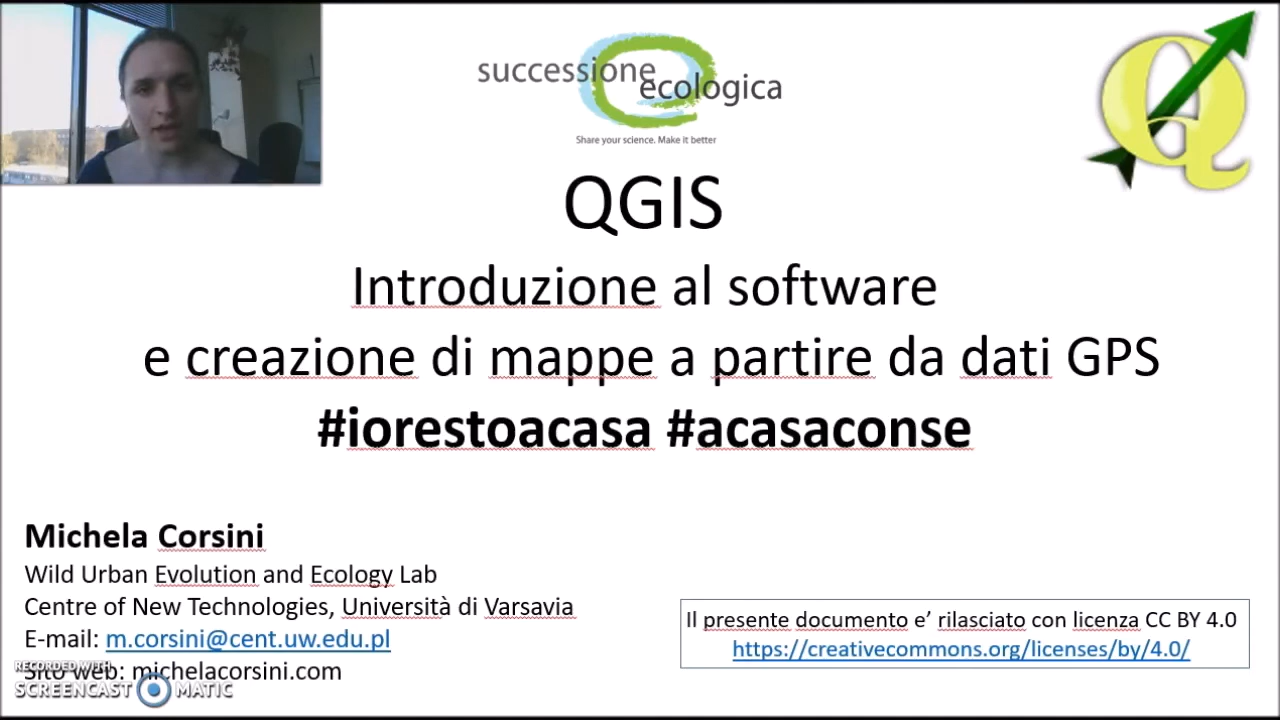 successione
ecologica
Share your science. Make it better
QGIS
Introduzione al software
e creazione di mappe a partire da dati GPS
#iorestoacasa #acasaconse
Michela Corsini
Wild Urban Evolution and Ecology Lab
Centre of New Technologies, Università di Varsavia
E-mail: m.corsini@cent.uw.edu.pl
Sito web: michelacorsini.com
Il presente documento e’ rilasciato con licenza CC BY 4.0
https://creativecommons.org/licenses/by/4.0/
RECORDED WITH
SCREENCAST MATIC